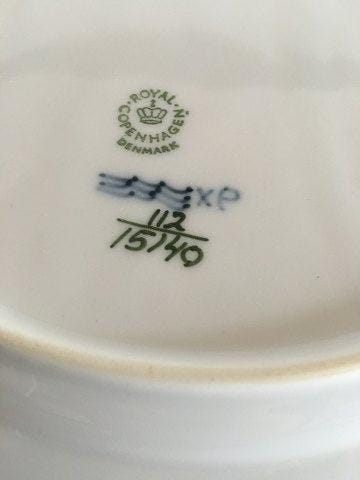 ROYAL
COPENHAGEN
DENMARK
xp
112
15140